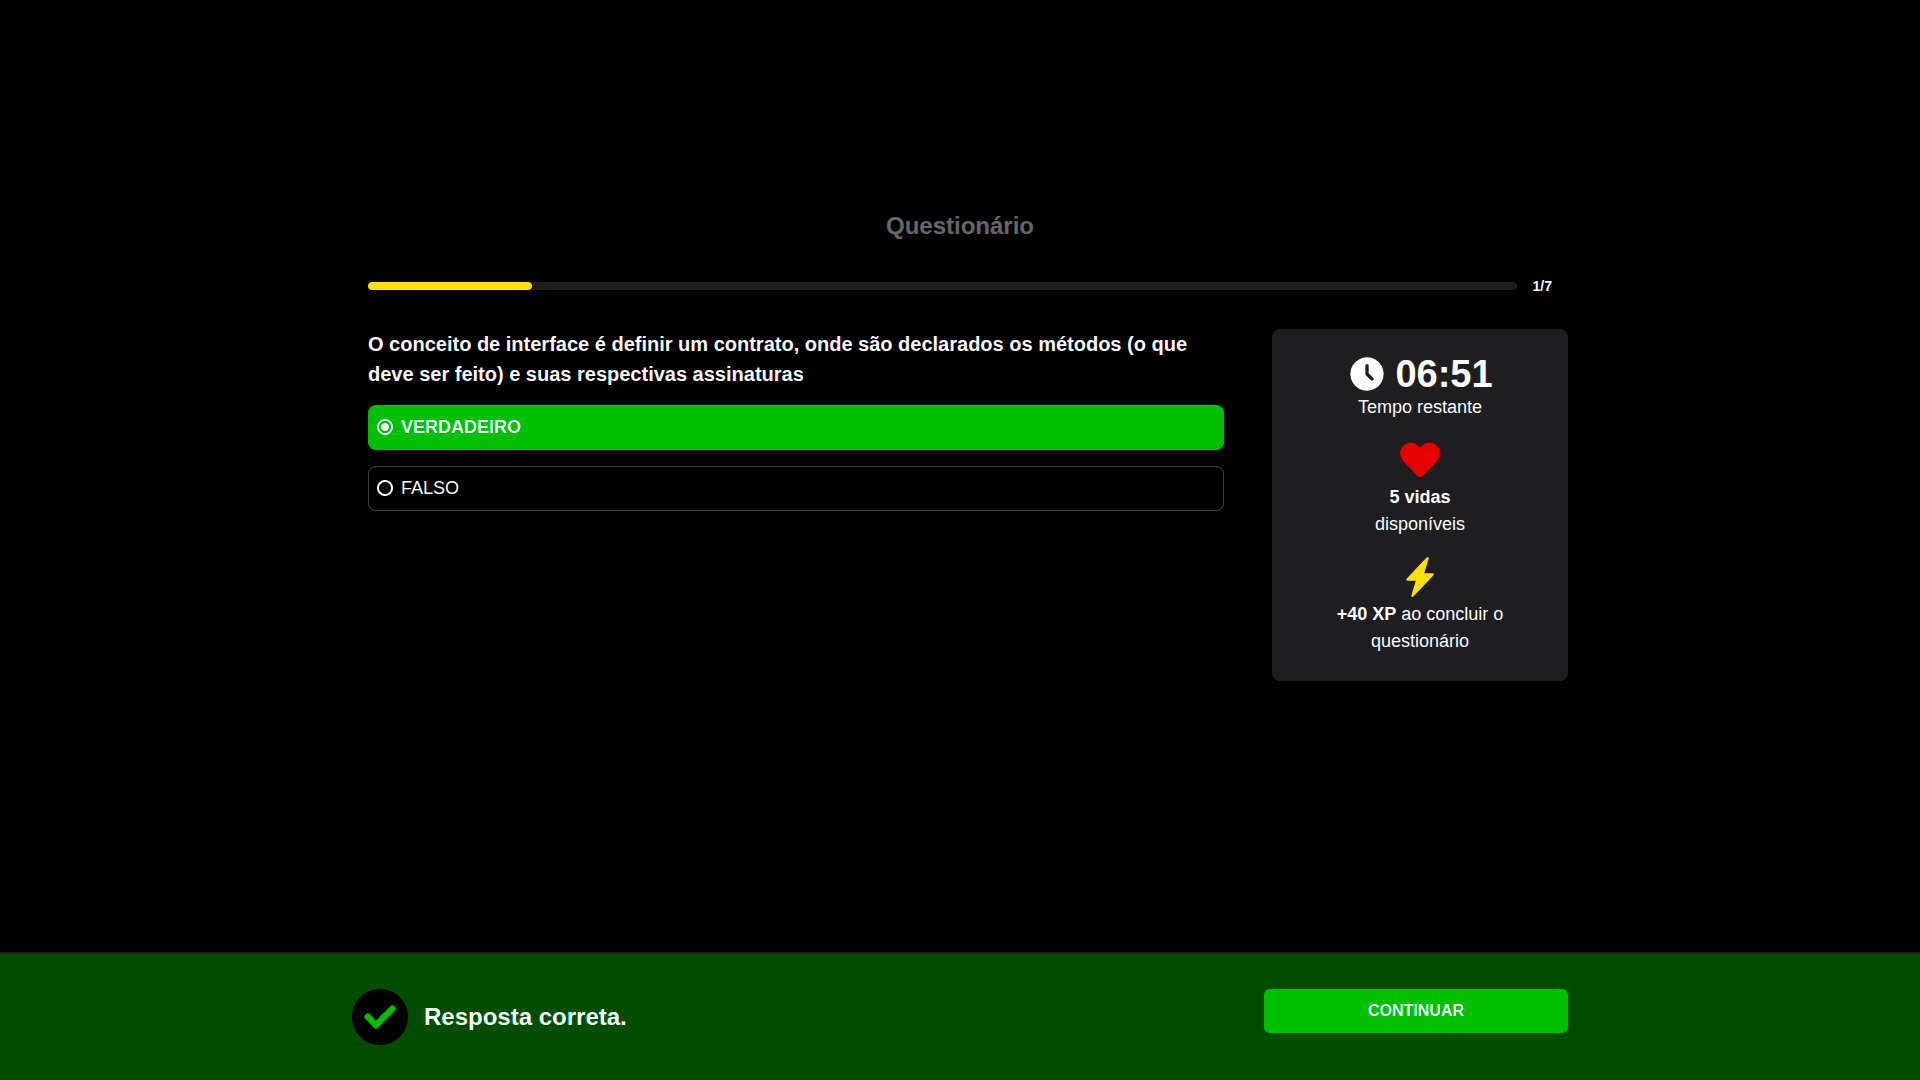 Questionário
1/7
O conceito de interface é definir um contrato, onde são declarados os métodos (o que
deve ser feito) e suas respectivas assinaturas
VERDADEIRO
FALSO
06:51
Tempo restante
5 vidas
disponíveis
+40 XP ao concluir o
questionário
Resposta correta.
CONTINUAR